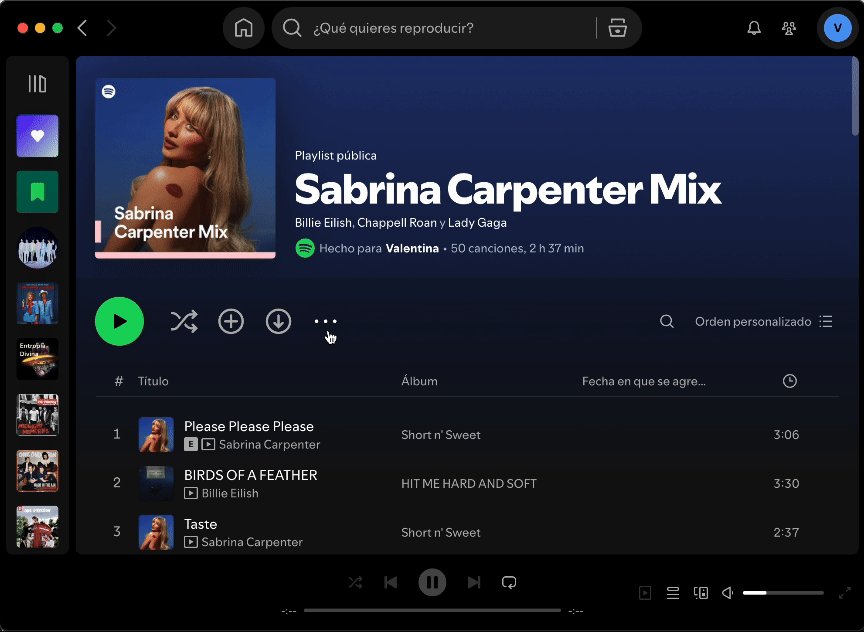 ¿Qué quieres reproducir?
V
Playlist pública
Sabrina Carpenter Mix
Sabrina
Carpenter Mix
Billie Eilish, Chappell Roan y Lady Gaga
Hecho para Valentina • 50 canciones, 2 h 37 min
Orden personalizado
# Título Álbum Fecha en que se agre...
1 Please Please Please Short n' Sweet 3:06
E Sabrina Carpenter
2 BIRDS OF A FEATHER HIT ME HARD AND SOFT 3:30
Billie Eilish
3 Taste Short n' Sweet 2:37
Sabrina Carpenter
Entropía
Divina
-:-- -:--